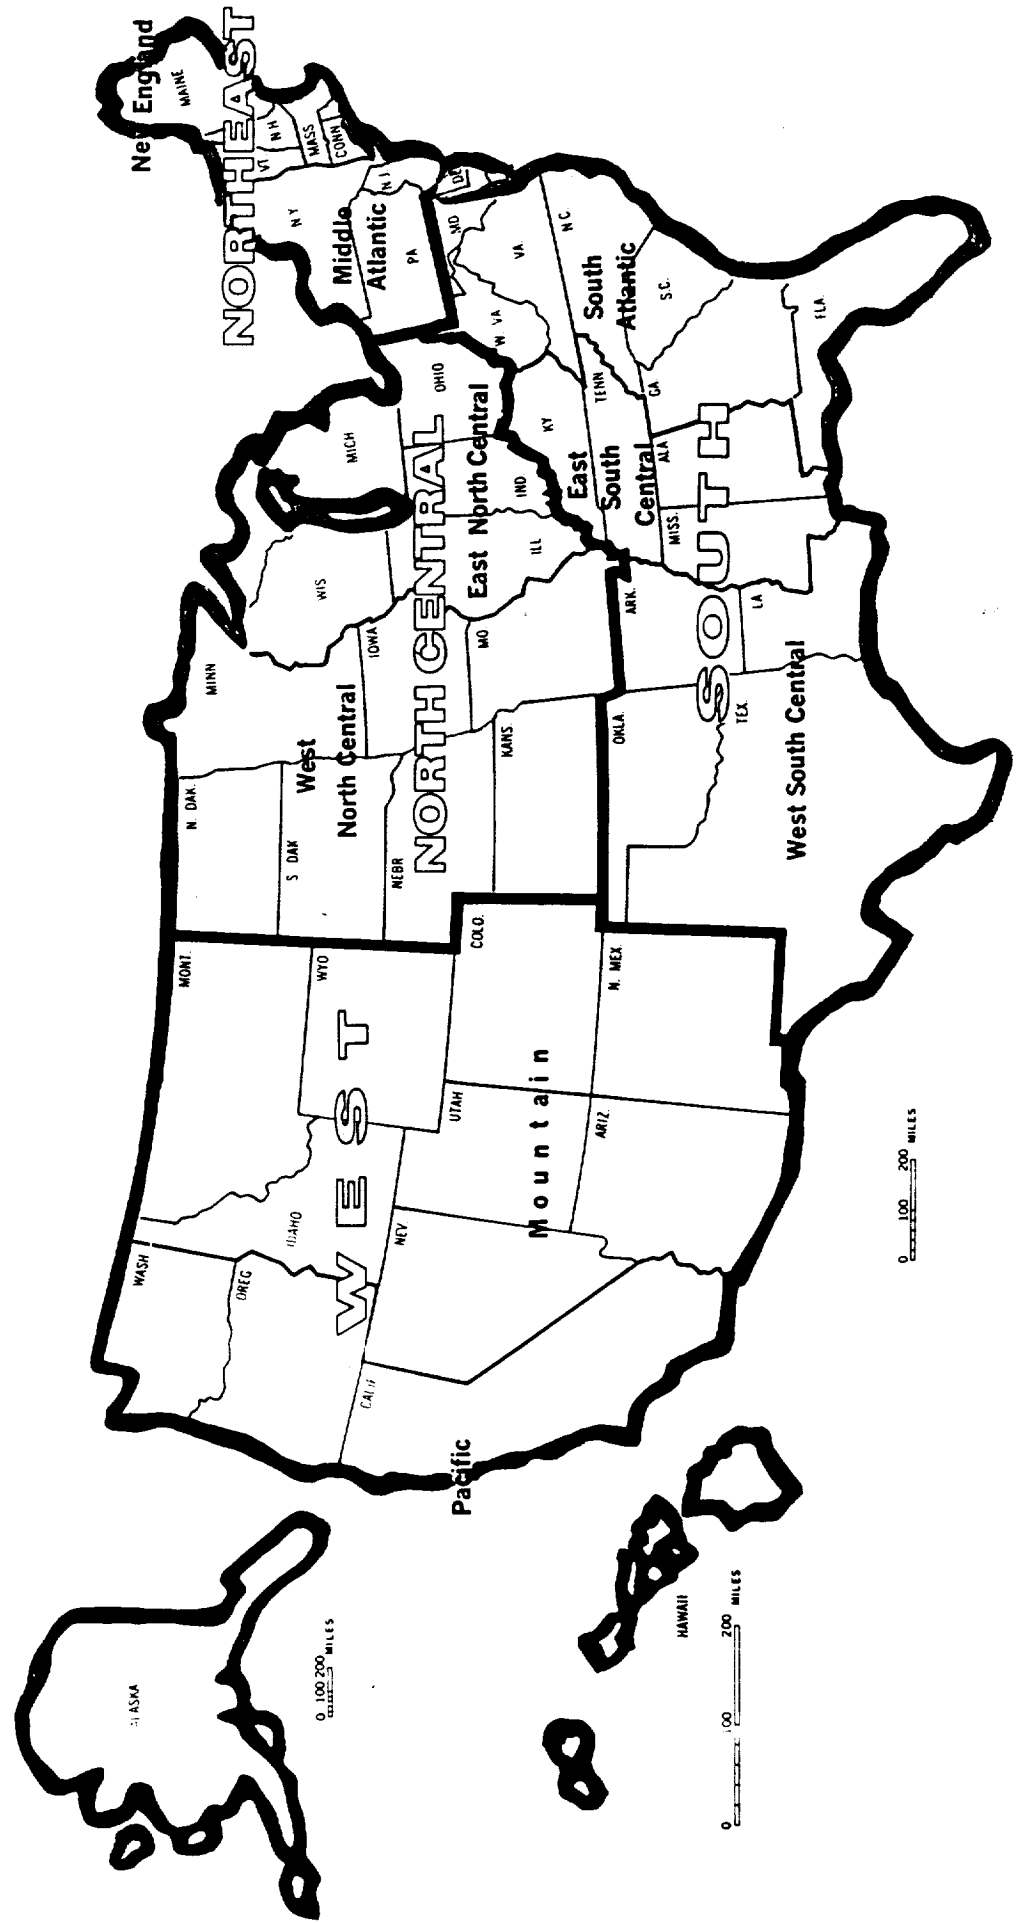 New England
NORTHEAST
MAINE
VT
N H
MASS
CONN
N Y
Middle
Atlantic
N J
PA
WEST
Pacific
WASH
OREG
CALIF
Mountain
MONT.
IDAHO
WYO
NEV.
UTAH
COLO.
ARIZ.
N. MEX.
NORTH CENTRAL
West
North Central
N. DAK.
S. DAK
NEBR
KANS.
MINN
IOWA
MO.
East North Central
WIS
MICH
ILL
IND
OHIO
SOUTH
West South Central
OKLA.
ARK.
TEX.
LA
East
South
Central
KY
TENN
MISS.
ALA
South
Atlantic
DE
MD
W VA
VA
N.C.
S.C.
GA
FLA.
ALASKA
0 100 200
MILES
HAWAII
0 100 200
MILES
0 100 200
MILES